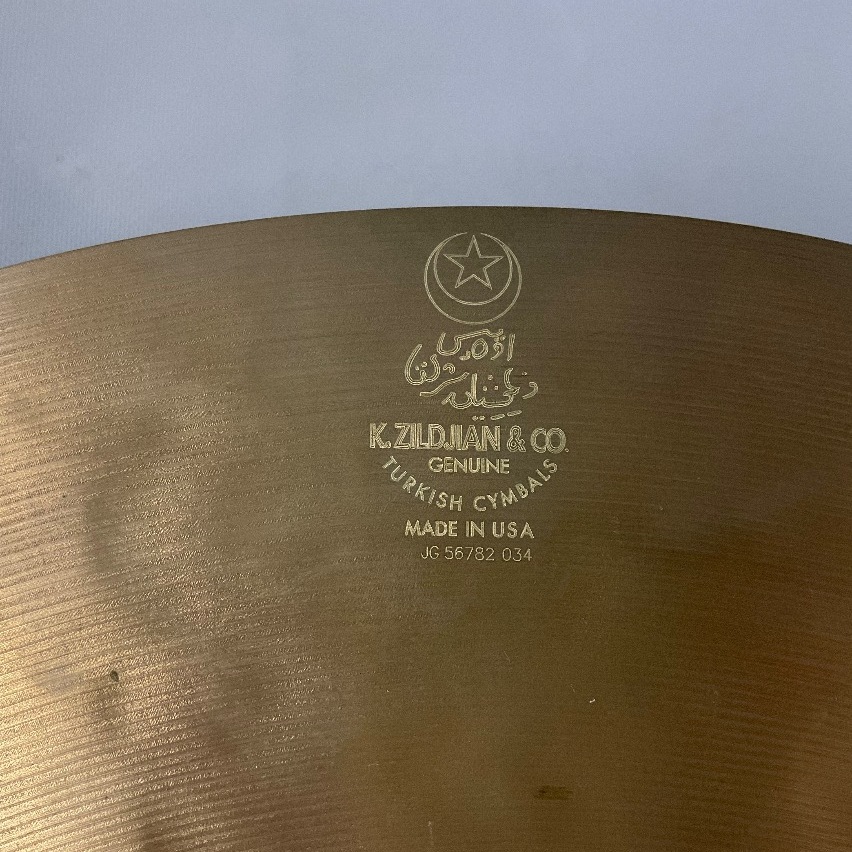 K. ZILDJIAN & CO.
GENUINE
TURKISH CYMBALS
MADE IN USA
JG 56782 034